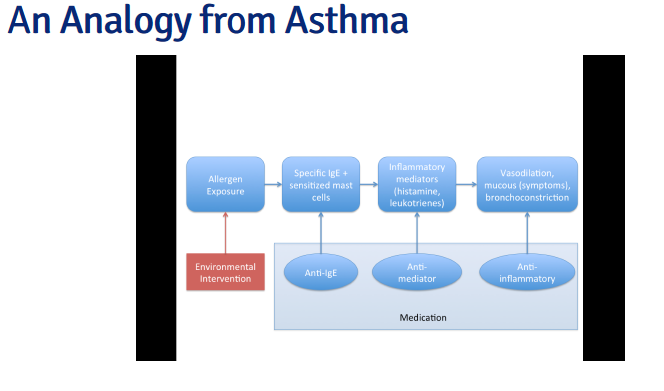 An Analogy from Asthma
Allergen
Exposure
Specific IgE +
sensitized mast
cells
Inflammatory
mediators
(histamine,
leukotrienes)
Vasodilation,
mucous (symptoms),
bronchoconstriction
Environmental
Intervention
Anti-IgE
Anti-
mediator
Anti-
inflammatory
Medication